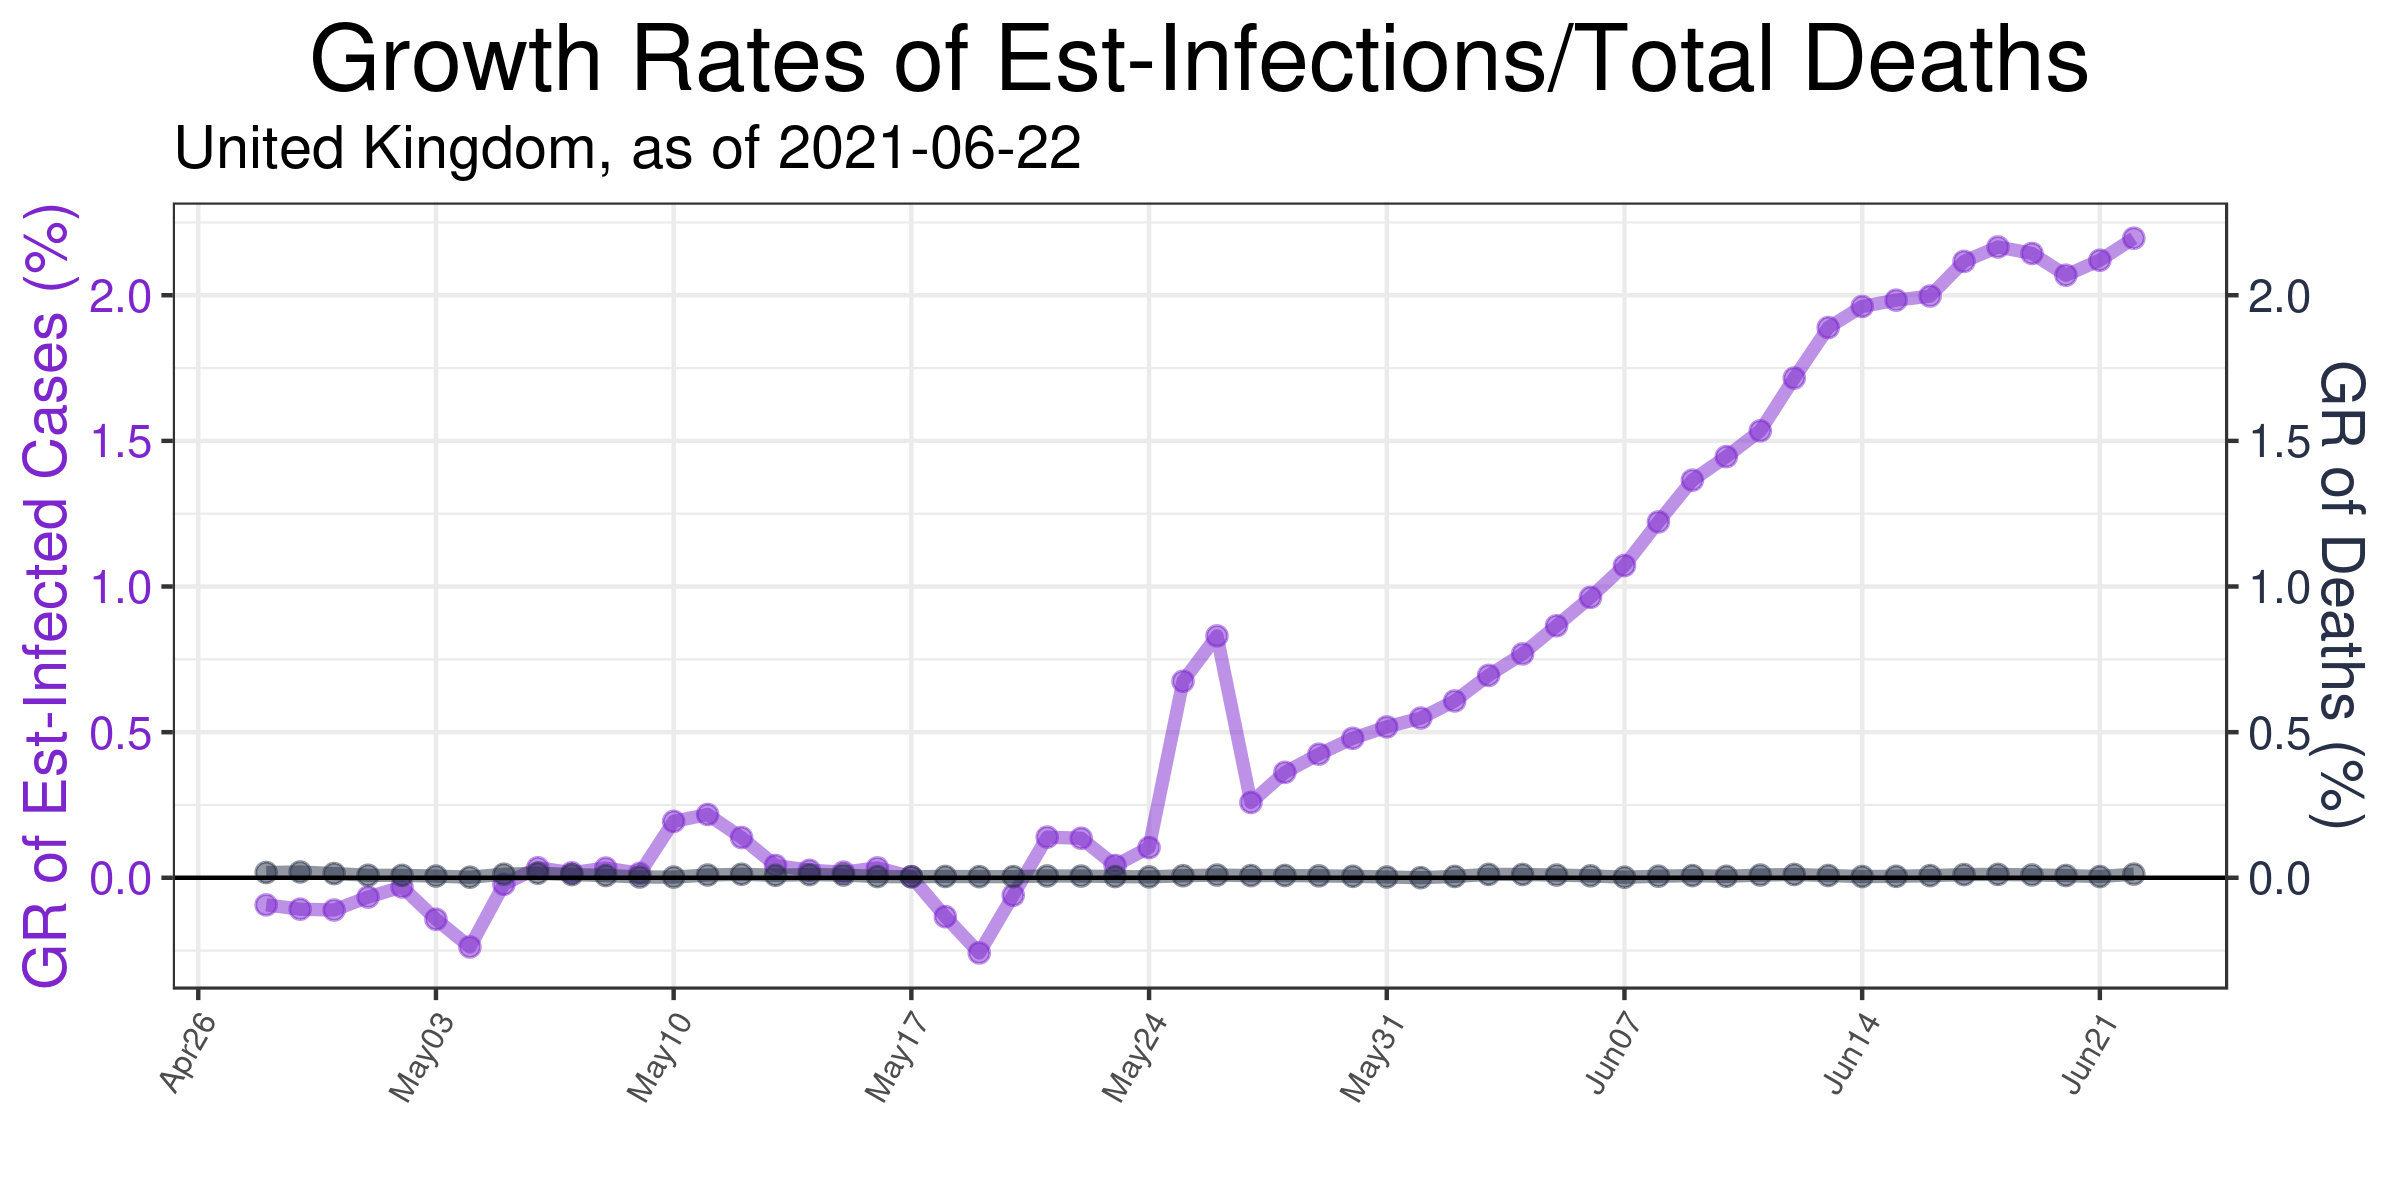 Growth Rates of Est-Infections/Total Deaths
United Kingdom, as of 2021-06-22
GR of Est-Infected Cases (%)
2.0
1.5
1.0
0.5
0.0
2.0
1.5
1.0
0.5
0.0
GR of Deaths (%)
Apr26
May03
May10
May17
May24
May31
Jun07
Jun14
Jun21